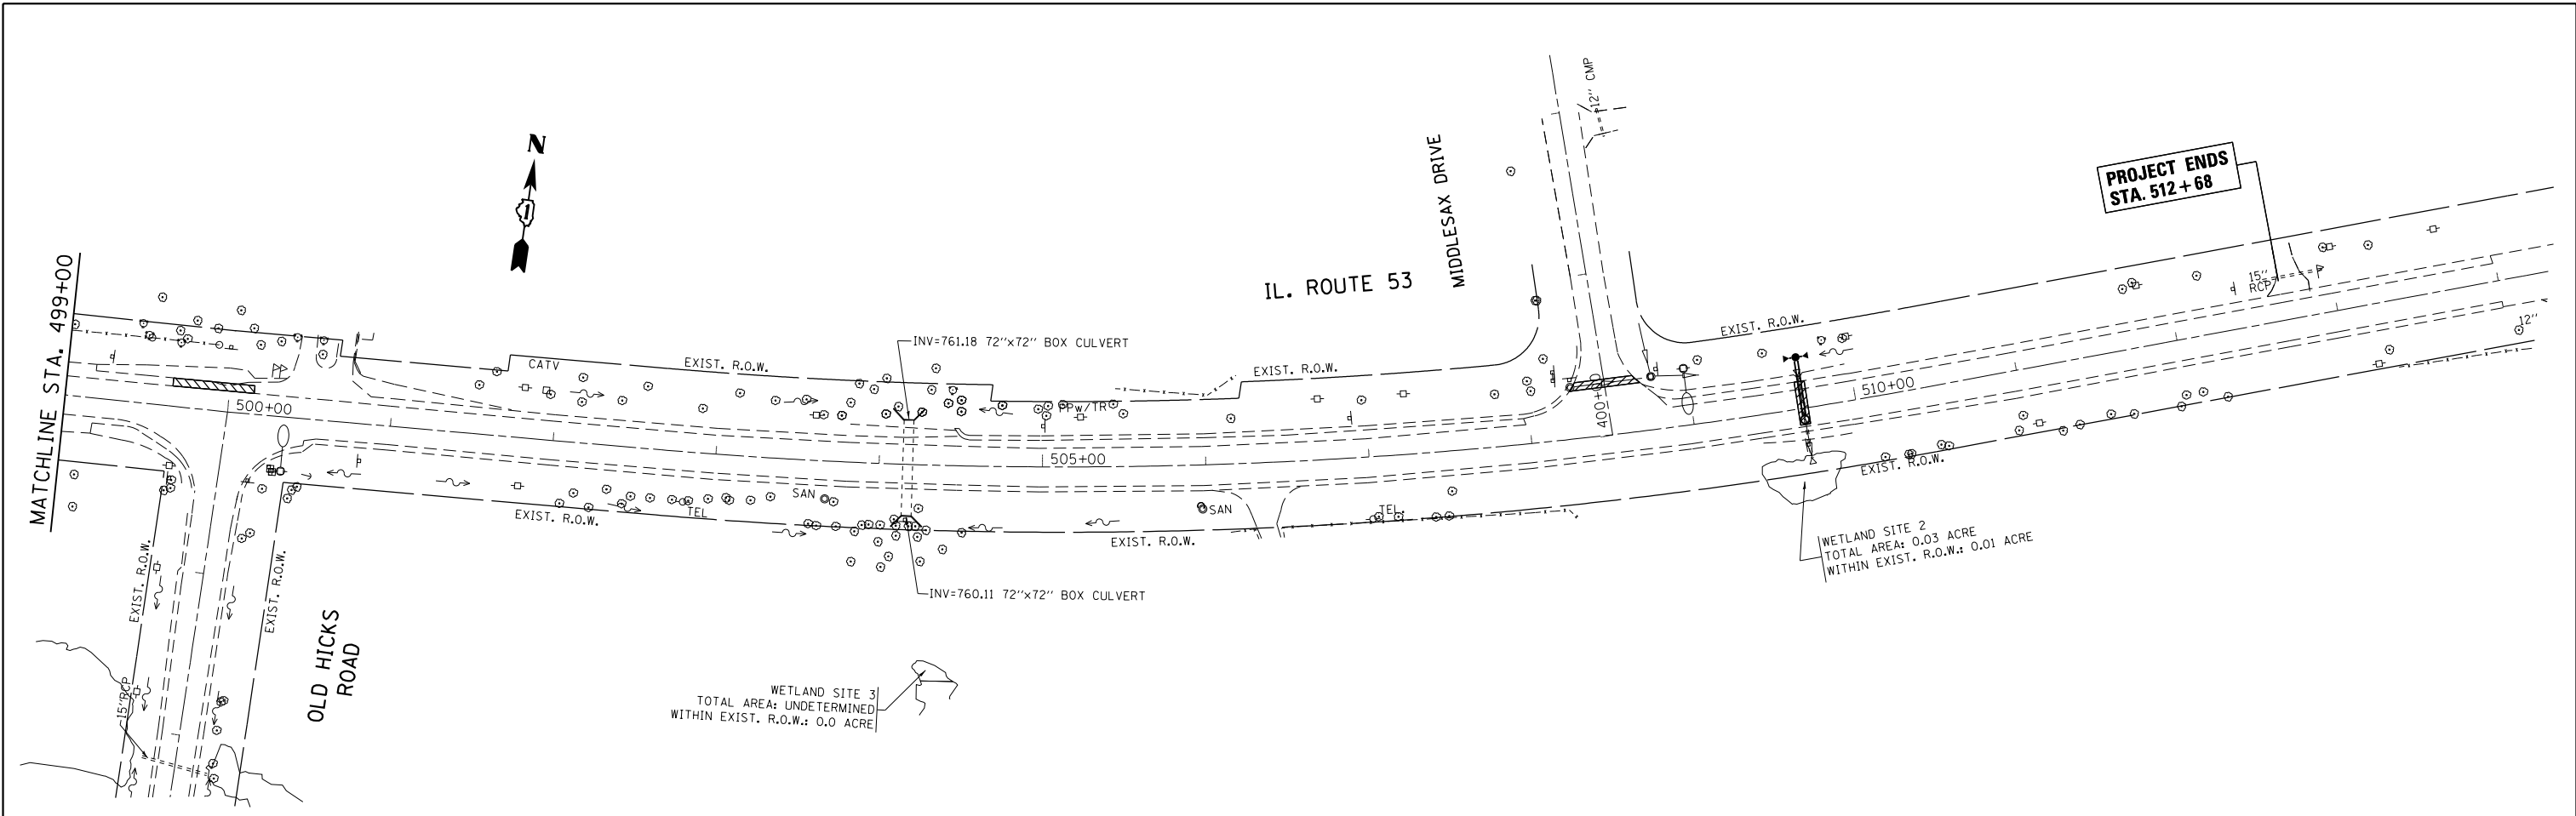 MATCHLINE STA. 499+00
N
1
IL. ROUTE 53
MIDDLESAX DRIVE
12" CMP
PROJECT ENDS
STA. 512+68
15"
RCP
12"
EXIST. R.O.W.
EXIST. R.O.W.
EXIST. R.O.W.
CATV
INV=761.18 72"x72" BOX CULVERT
PPW/TR
500+00
505+00
400+00
510+00
SAN
TEL
EXIST. R.O.W.
SAN
TEL.
EXIST. R.O.W.
EXIST. R.O.W.
WETLAND SITE 2
TOTAL AREA: 0.03 ACRE
WITHIN EXIST. R.O.W.: 0.01 ACRE
INV=760.11 72"x72" BOX CULVERT
EXIST. R.O.W.
EXIST. R.O.W.
OLD HICKS
ROAD
15"RCP
WETLAND SITE 3
TOTAL AREA: UNDETERMINED
WITHIN EXIST. R.O.W.: 0.0 ACRE